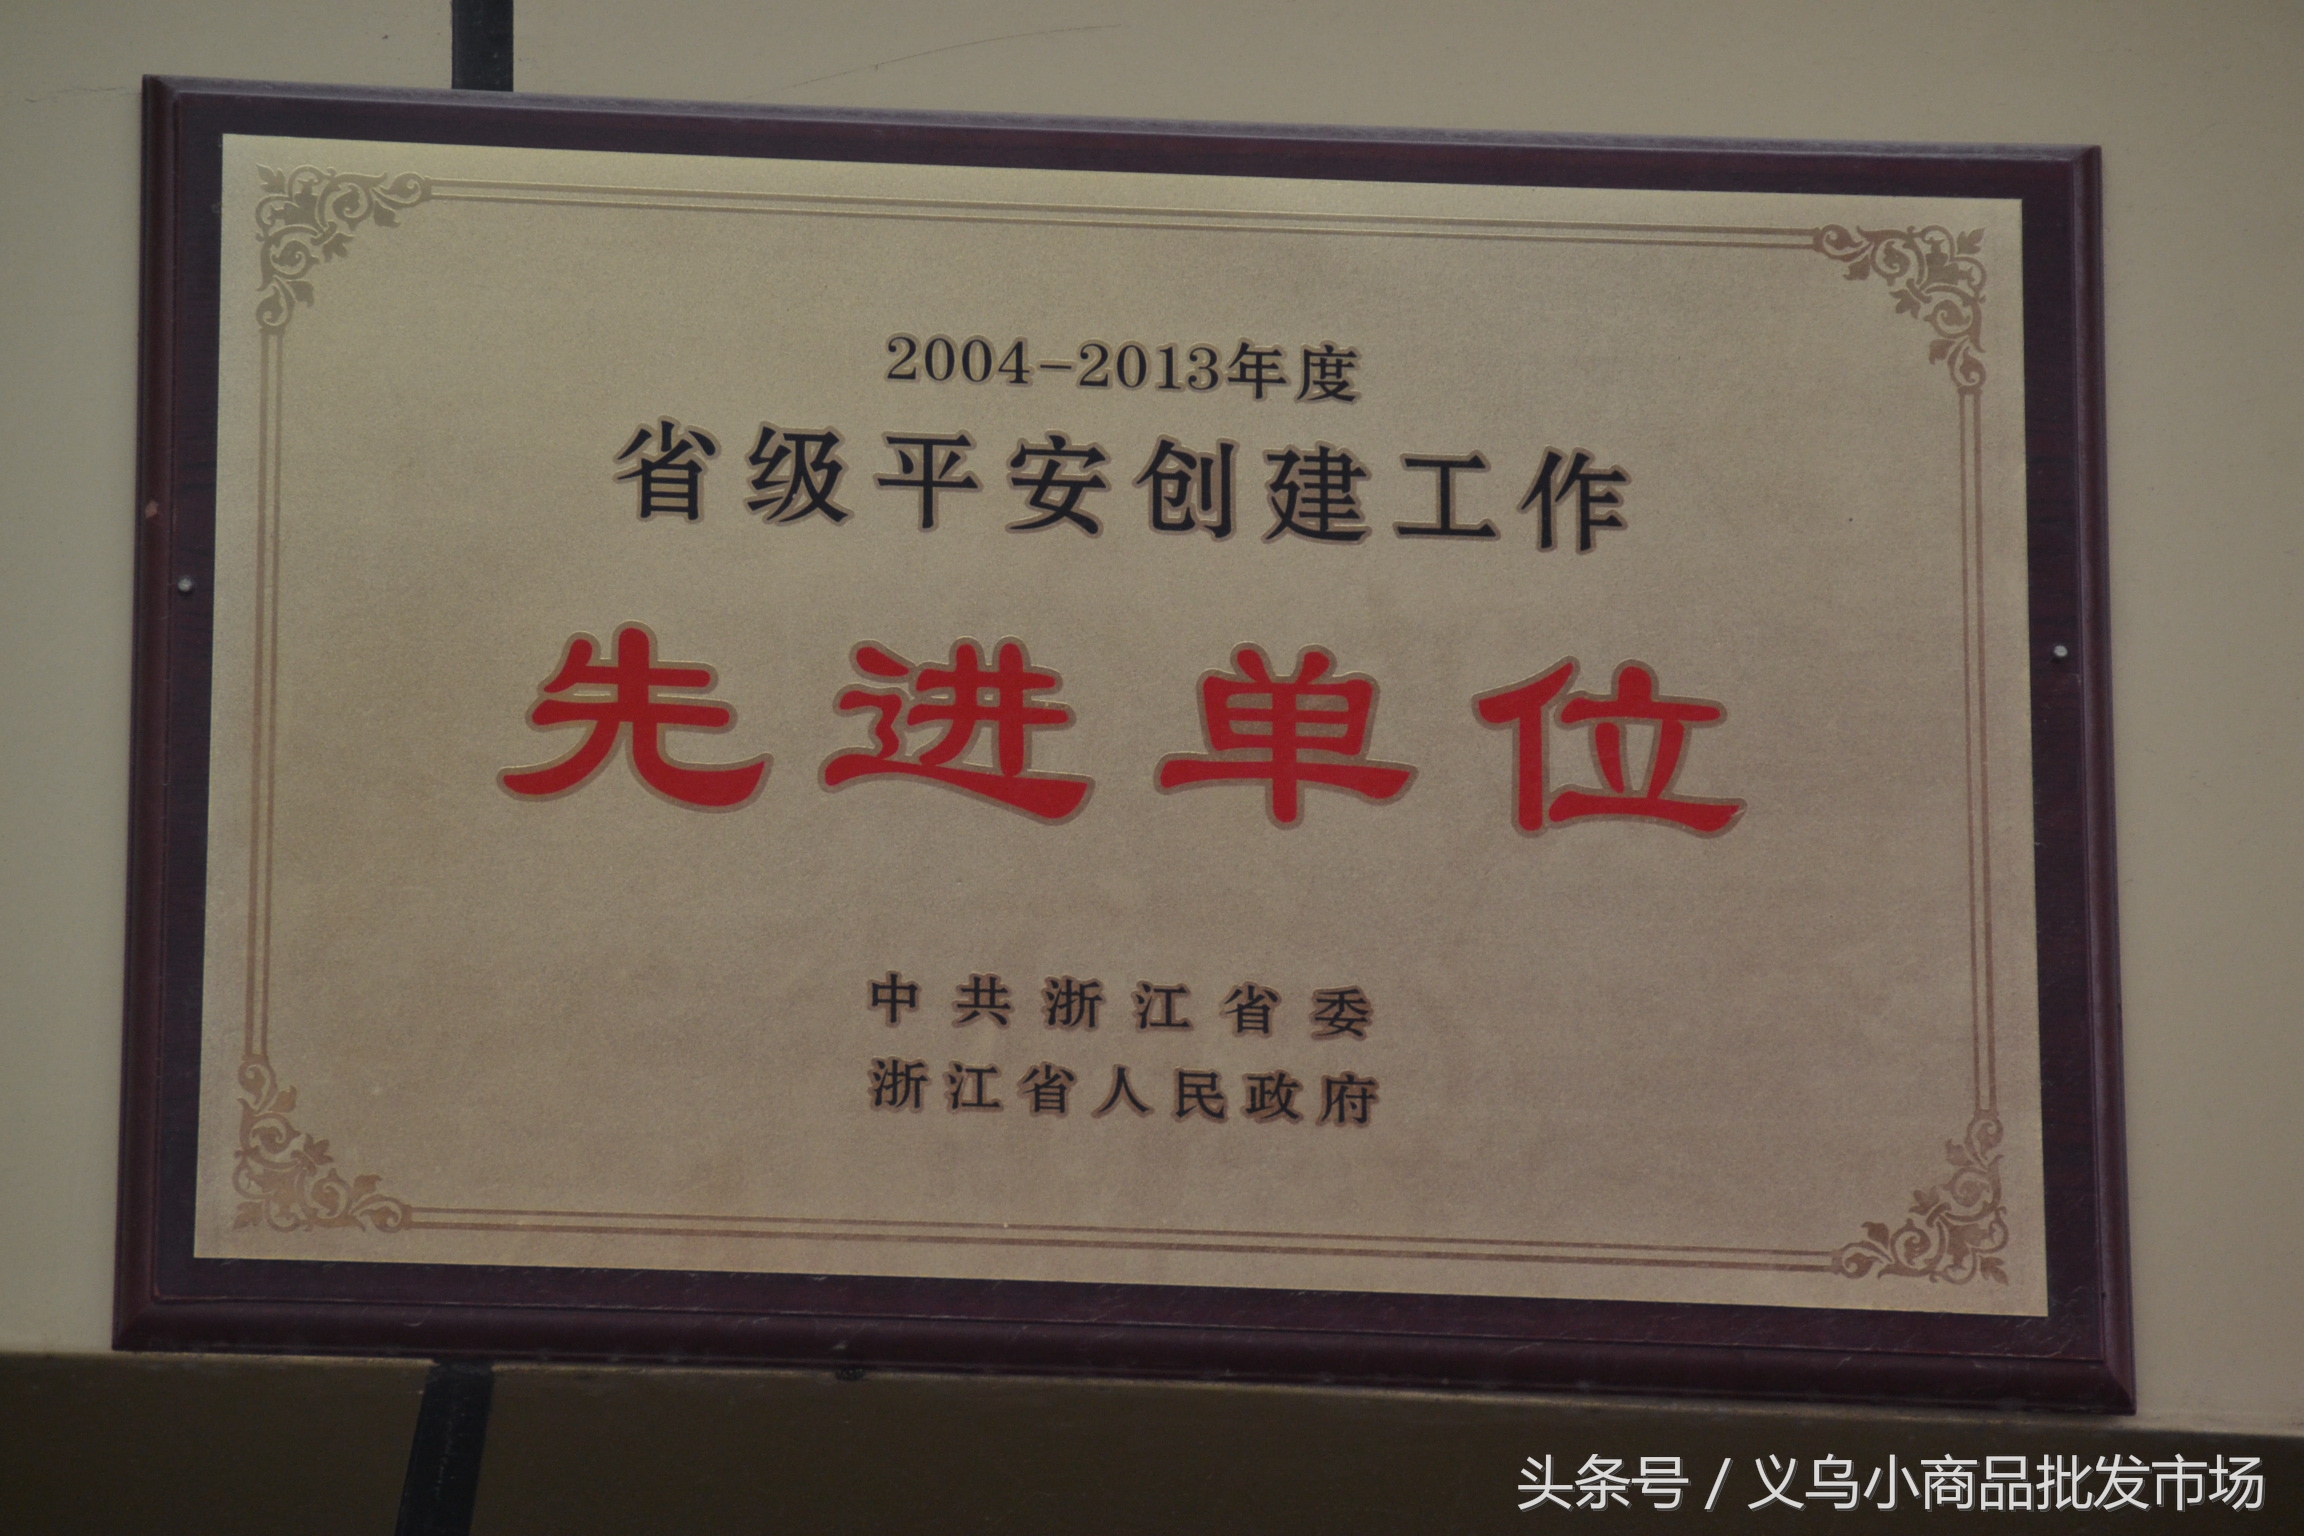 2004-2013年度
省级平安创建工作
先进单位
中共浙江省委
浙江省人民政府
头条号 / 义乌小商品批发市场